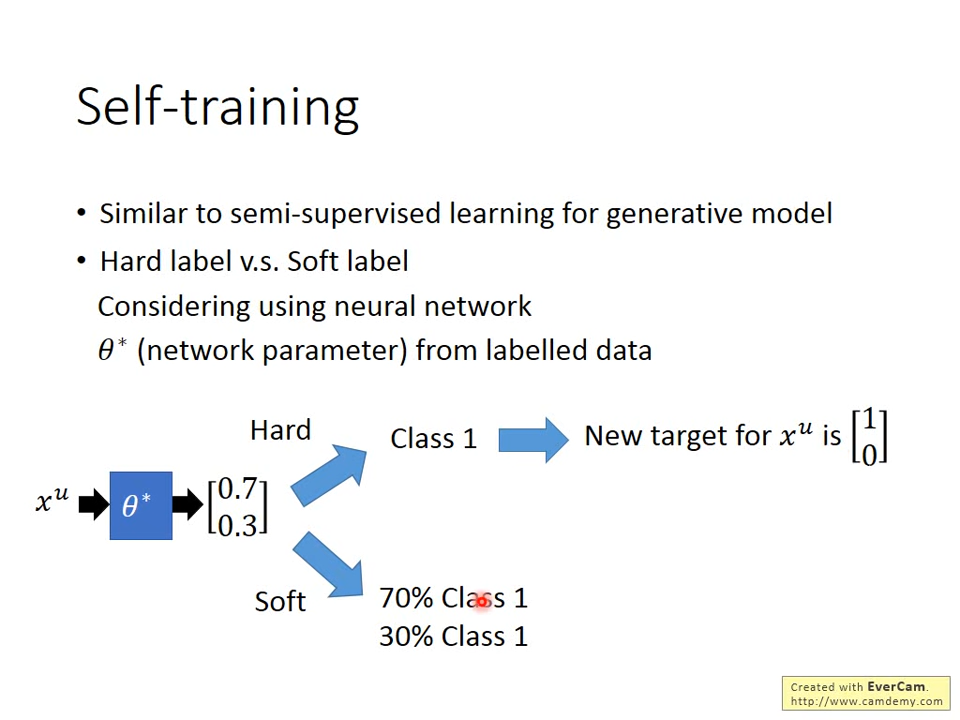 Self-training
• Similar to semi-supervised learning for generative model
• Hard label v.s. Soft label
Considering using neural network
θ* (network parameter) from labelled data
Hard
Class 1
New target for xᵘ is [1 0]
xᵘ
θ*
[0.7 0.3]
Soft
70% Class 1
30% Class 1
Created with EverCam.
http://www.camdemy.com